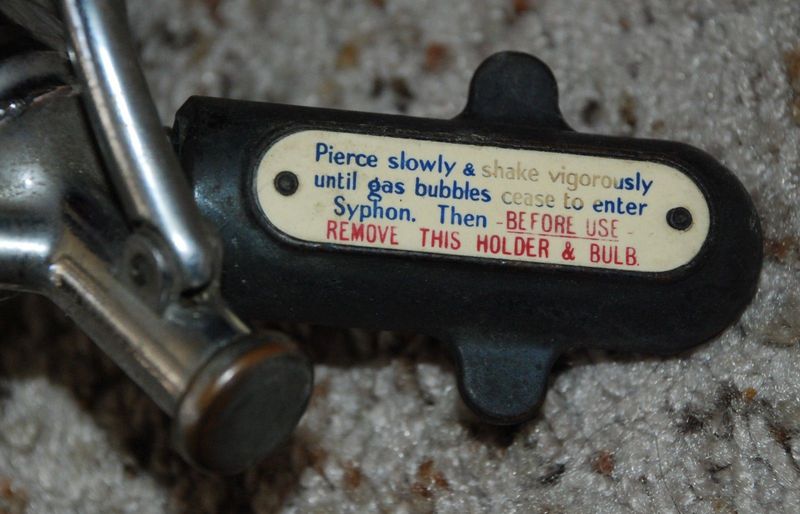 Pierce slowly & shake vigorously
until gas bubbles cease to enter
Syphon. Then - BEFORE USE -
REMOVE THIS HOLDER & BULB.